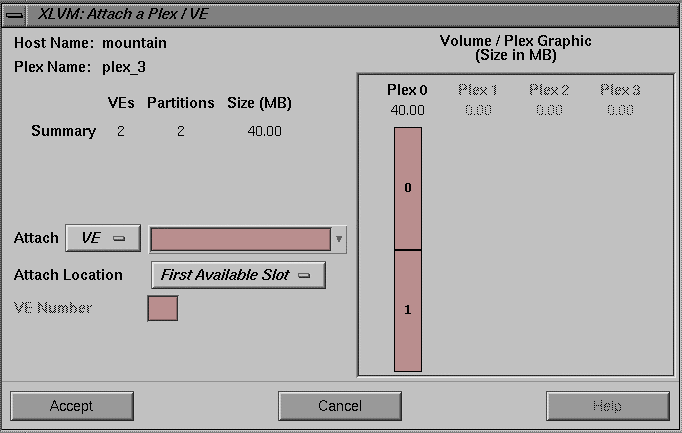 XLVM: Attach a Plex / VE
Host Name: mountain
Plex Name: plex_3
VEs Partitions Size (MB)
Summary 2 2 40.00
Attach VE
Attach Location First Available Slot
VE Number
Volume / Plex Graphic
(Size in MB)
Plex 0 Plex 1 Plex 2 Plex 3
40.00 0.00 0.00 0.00
0
1
Accept Cancel Help